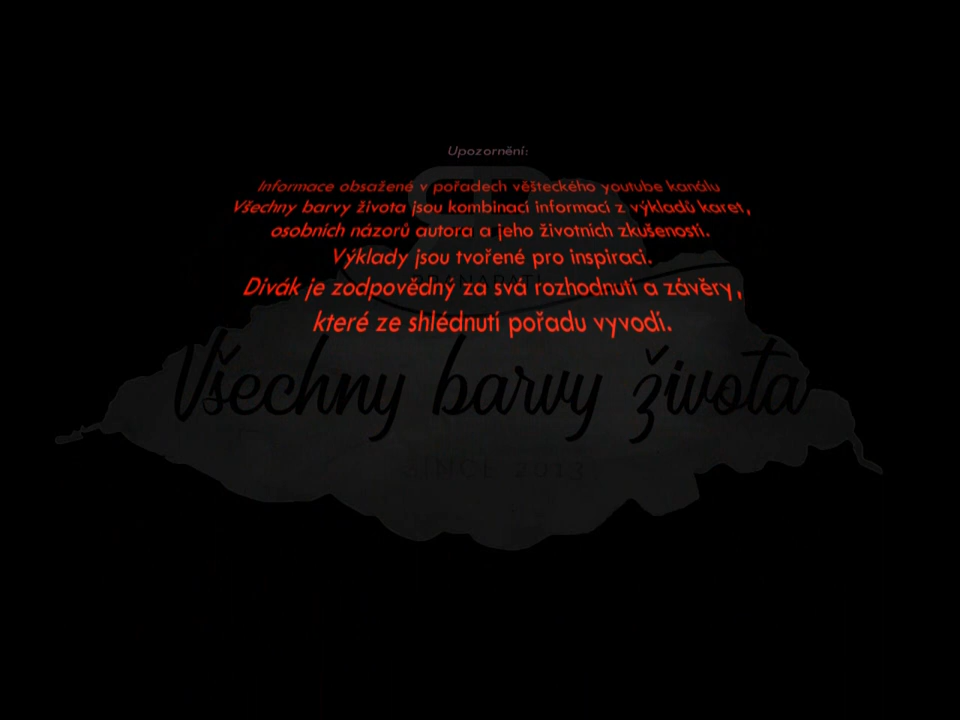 Upozornění:
Informace obsažené v pořadech věšteckého youtube kanálu
Všechny barvy života jsou kombinací informací z výkladů karet,
osobních názorů autora a jeho životních zkušeností.
Výklady jsou tvořené pro inspiraci.
Divák je zodpovědný za svá rozhodnutí a závěry,
které ze shlédnutí pořadu vyvodí.
Všechny barvy života
SINCE 2013